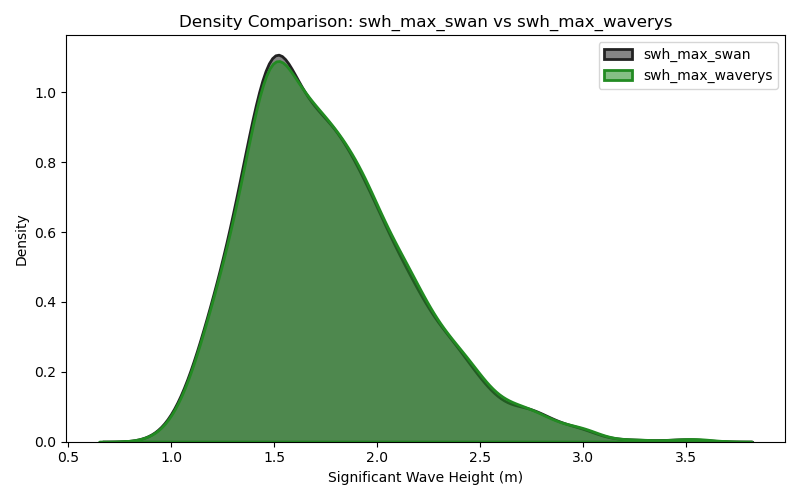 Density Comparison: swh_max_swan vs swh_max_waverys
swh_max_swan
swh_max_waverys
Density
1.0
0.8
0.6
0.4
0.2
0.0
0.5 1.0 1.5 2.0 2.5 3.0 3.5
Significant Wave Height (m)